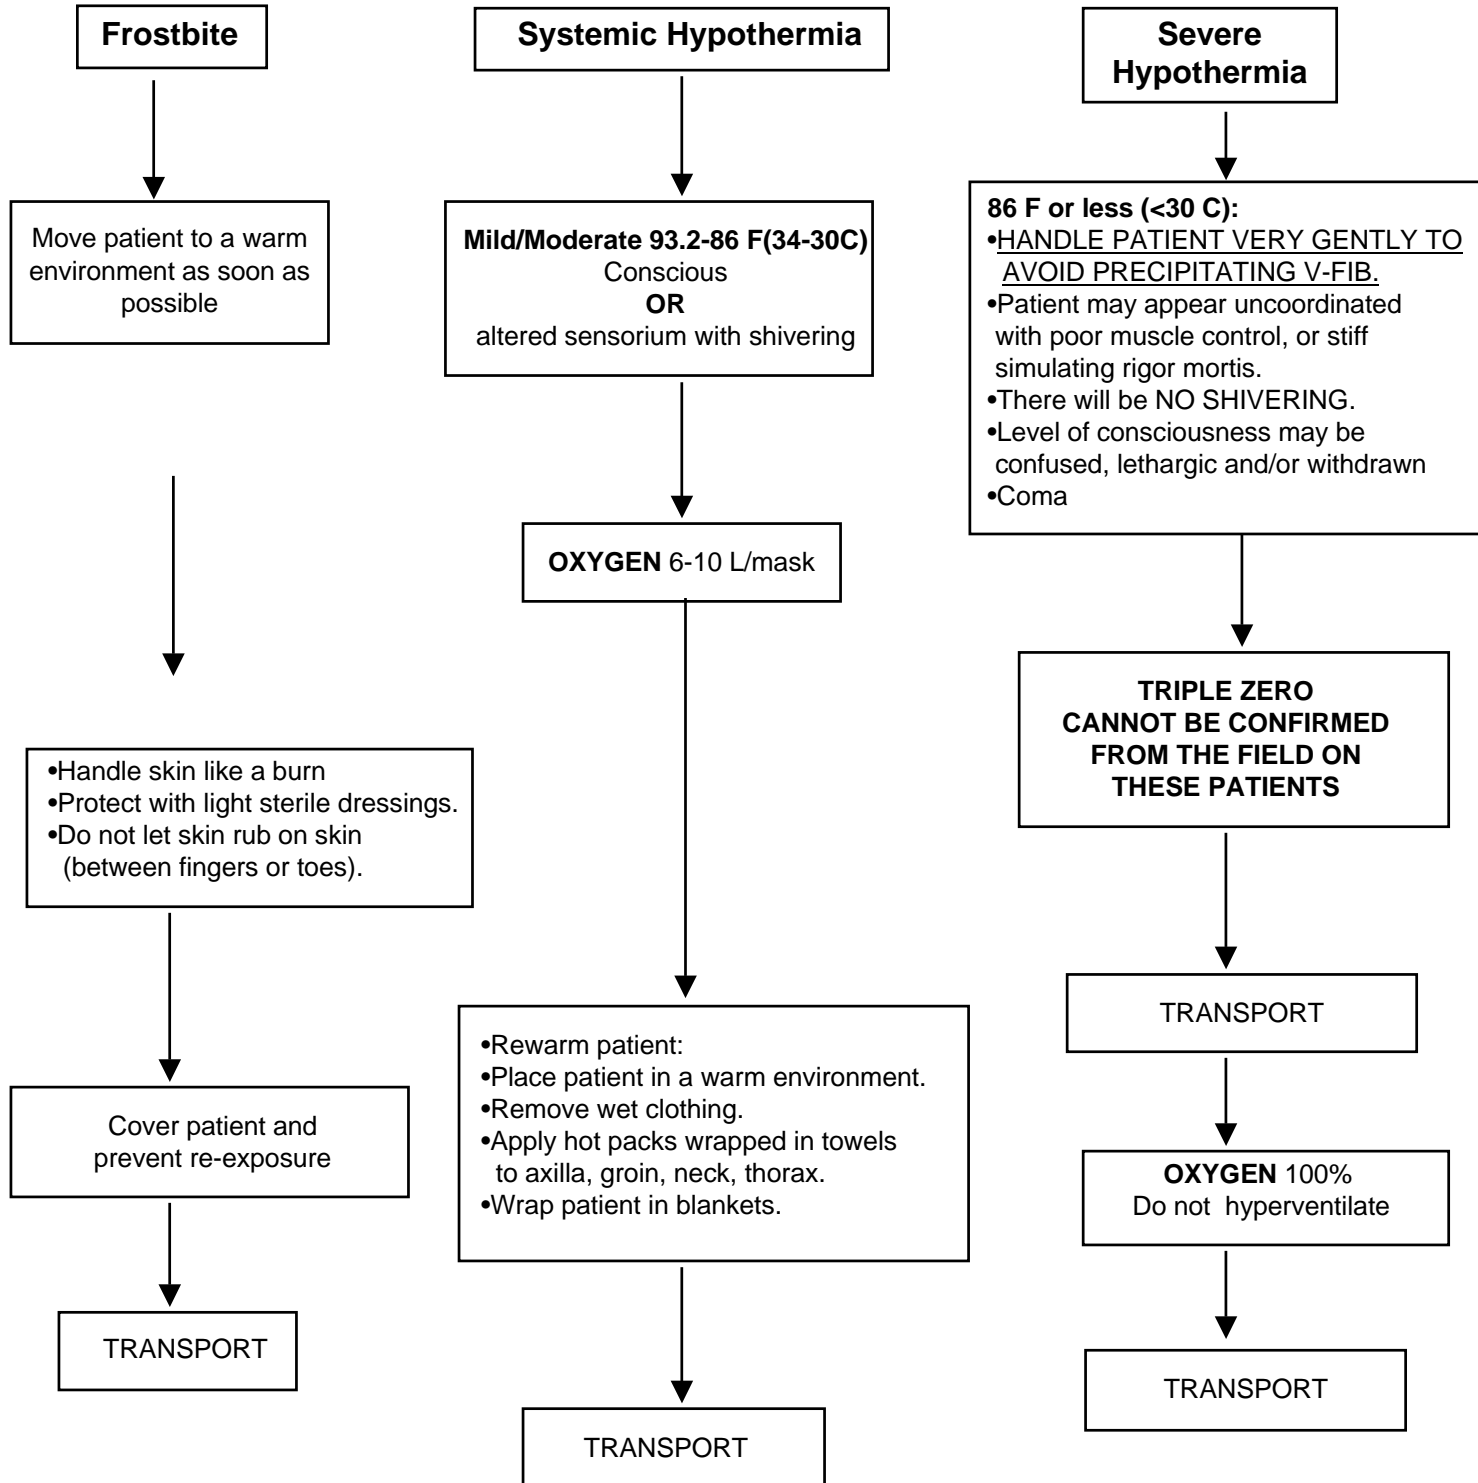 Frostbite
Move patient to a warm
environment as soon as
possible
•Handle skin like a burn
•Protect with light sterile dressings.
•Do not let skin rub on skin
(between fingers or toes).
Cover patient and
prevent re-exposure
TRANSPORT
Systemic Hypothermia
Mild/Moderate 93.2-86 F(34-30C)
Conscious
OR
altered sensorium with shivering
OXYGEN 6-10 L/mask
•Rewarm patient:
•Place patient in a warm environment.
•Remove wet clothing.
•Apply hot packs wrapped in towels
to axilla, groin, neck, thorax.
•Wrap patient in blankets.
TRANSPORT
Severe
Hypothermia
86 F or less (<30 C):
•HANDLE PATIENT VERY GENTLY TO
AVOID PRECIPITATING V-FIB.
•Patient may appear uncoordinated
with poor muscle control, or stiff
simulating rigor mortis.
•There will be NO SHIVERING.
•Level of consciousness may be
confused, lethargic and/or withdrawn
•Coma
TRIPLE ZERO
CANNOT BE CONFIRMED
FROM THE FIELD ON
THESE PATIENTS
TRANSPORT
OXYGEN 100%
Do not hyperventilate
TRANSPORT